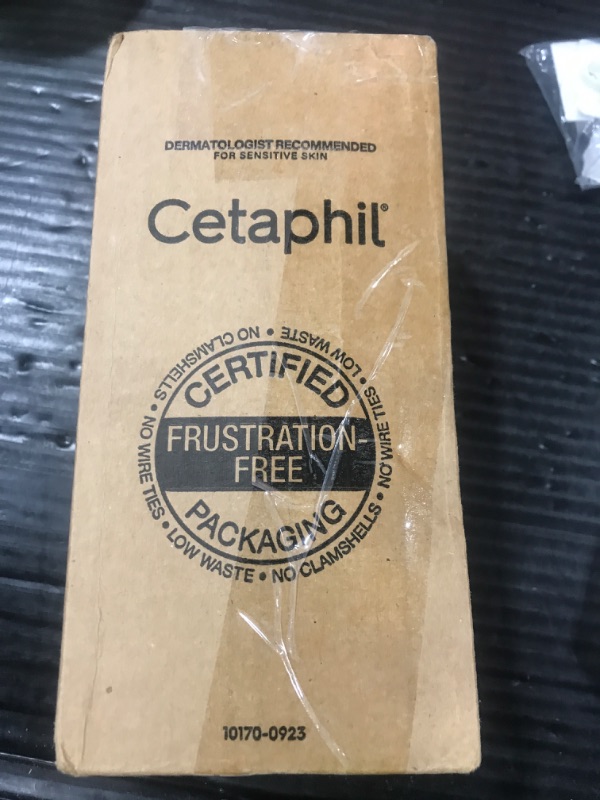 DERMATOLOGIST RECOMMENDED
FOR SENSITIVE SKIN
Cetaphil®
NO CLAMSHELLS • LOW WASTE • NO WIRE TIES • NO CLAMSHELLS • LOW WASTE • NO WIRE TIES •
CERTIFIED
FRUSTRATION-
FREE
PACKAGING
10170-0923